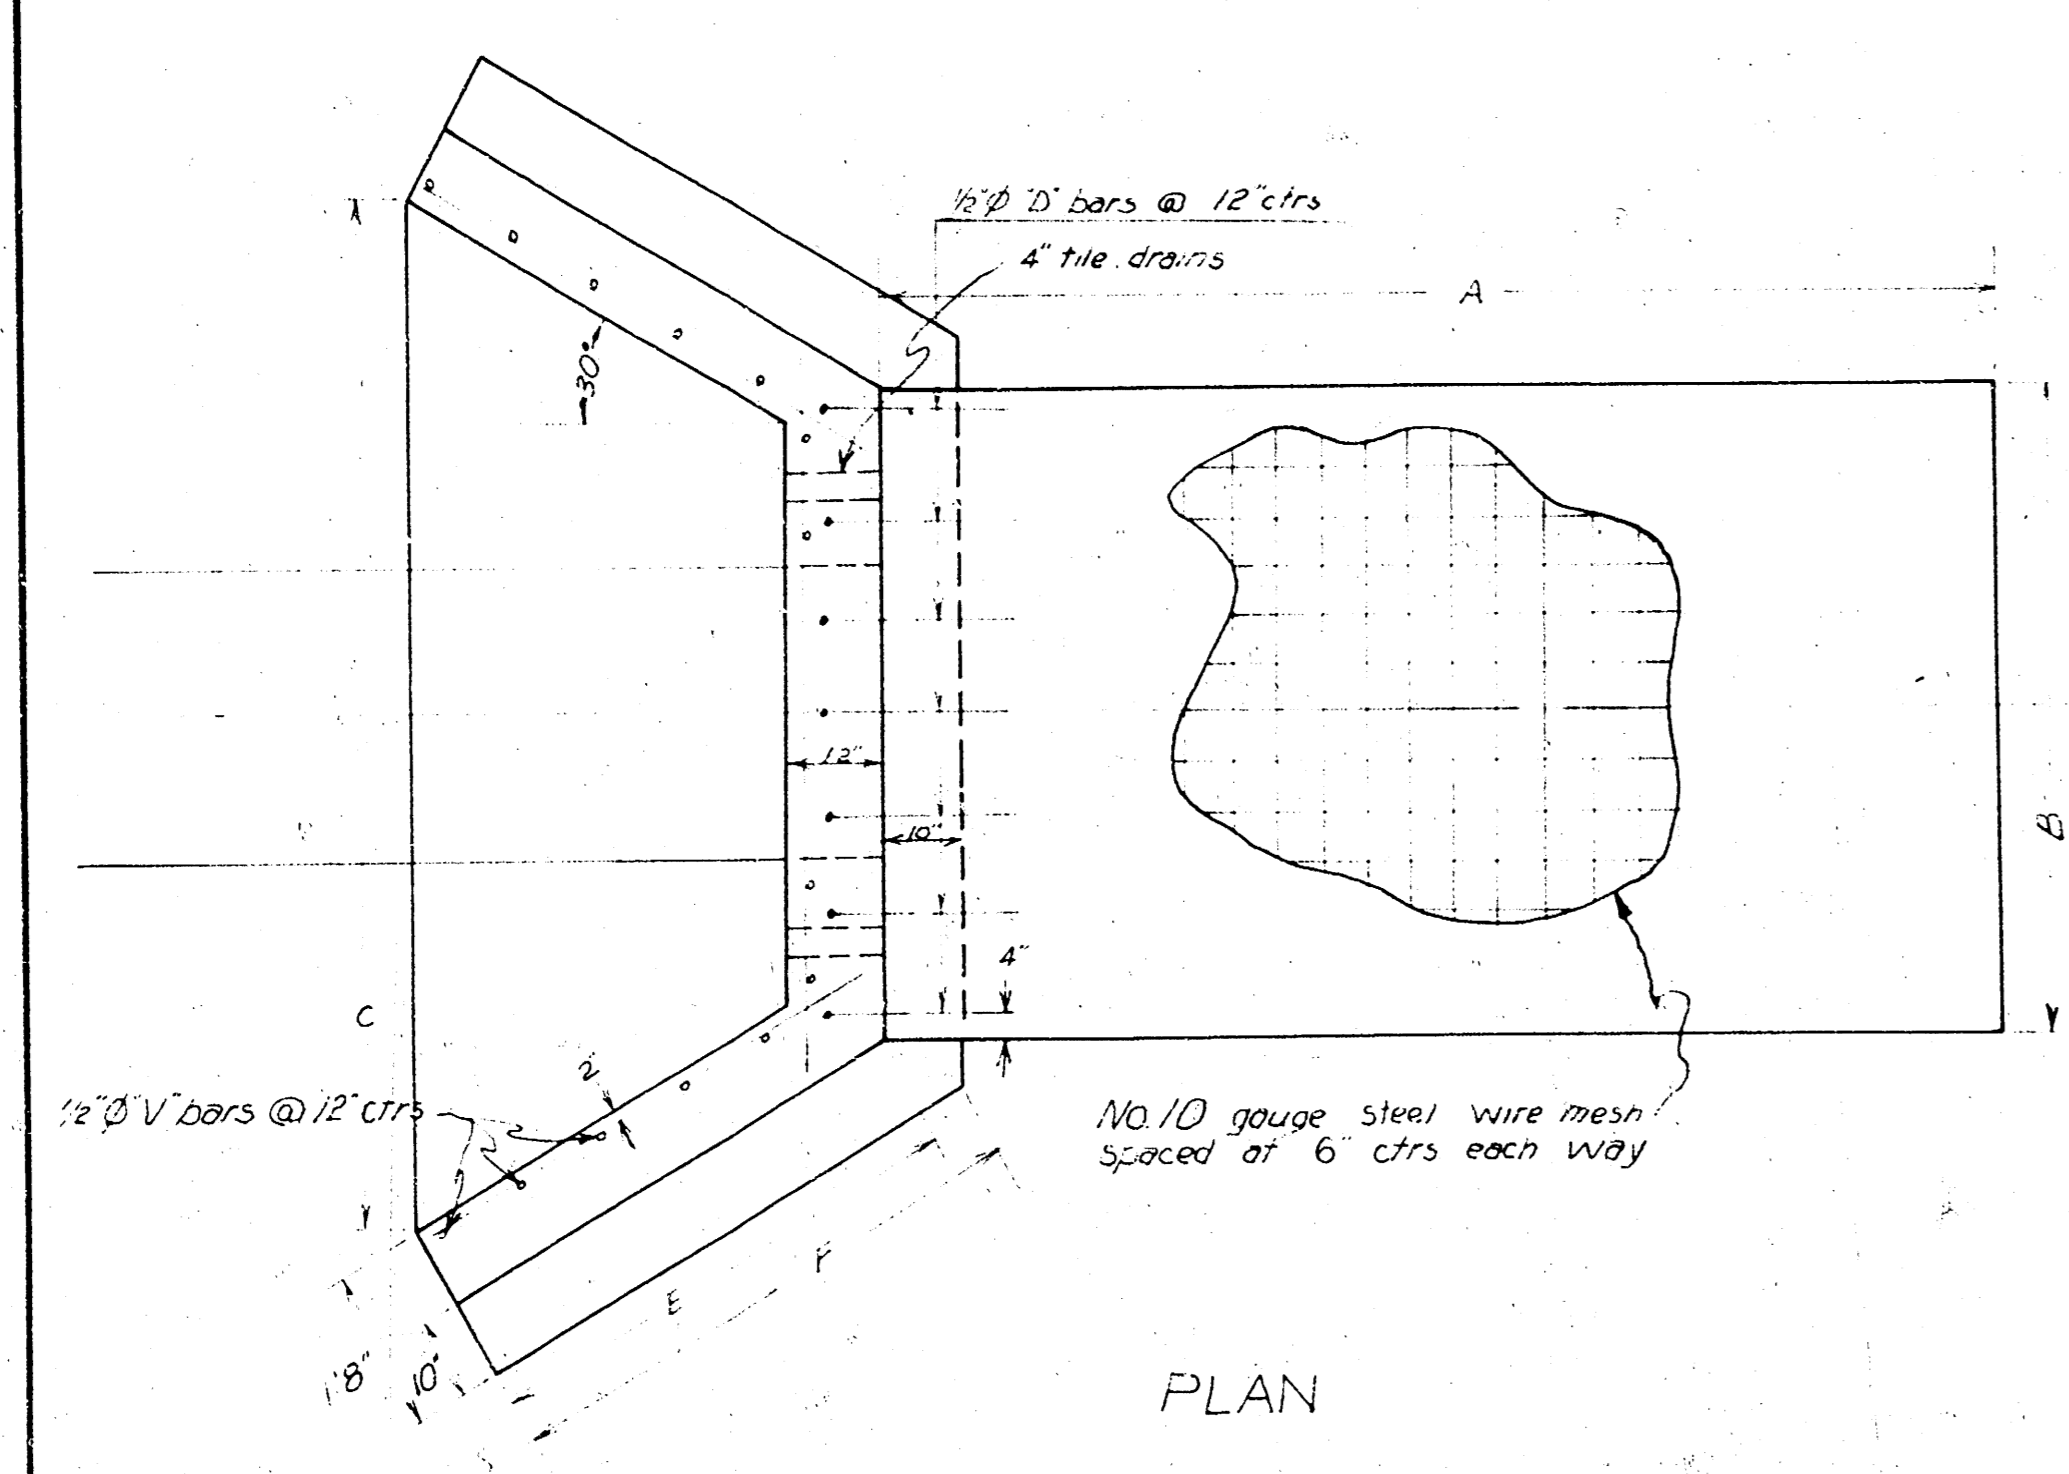 ½"Ø "D" bars @ 12" ctrs
4" tile drains
A
30°
12"
10"
B
4"
C
2"
½"Ø "V" bars @ 12" ctrs
No. 10 gauge steel wire mesh
spaced at 6" ctrs each way
F
E
1'8"
10"
PLAN